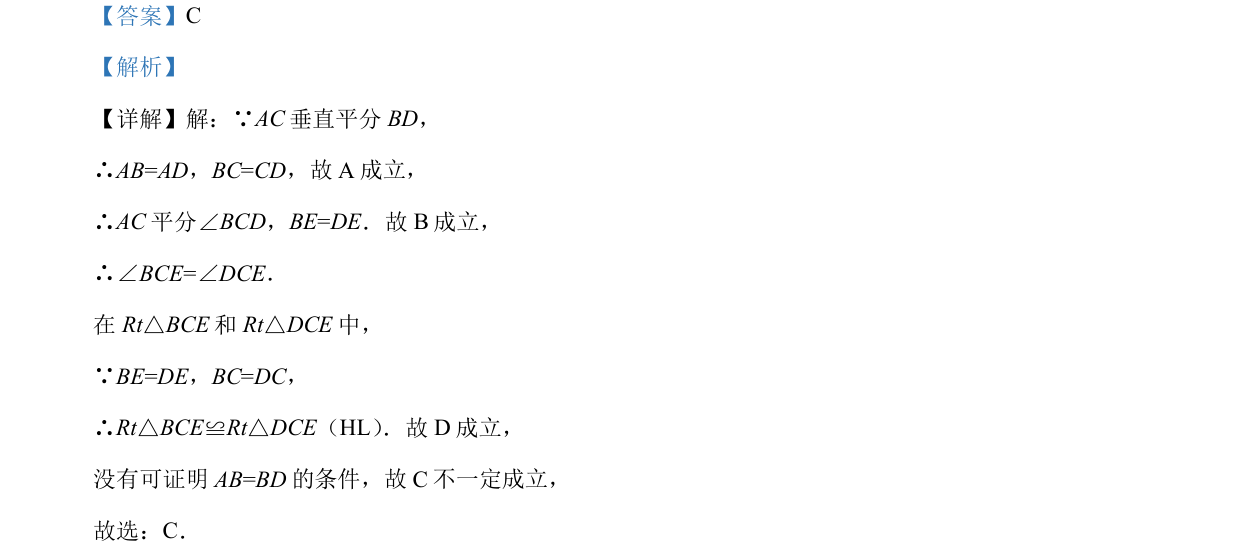 【答案】C
【解析】
【详解】解：∵AC 垂直平分 BD，
∴AB=AD，BC=CD，故 A 成立，
∴AC 平分∠BCD，BE=DE．故 B 成立，
∴∠BCE=∠DCE．
在 Rt△BCE 和 Rt△DCE 中，
∵BE=DE，BC=DC，
∴Rt△BCE≌Rt△DCE（HL）．故 D 成立，
没有可证明 AB=BD 的条件，故 C 不一定成立，
故选：C．